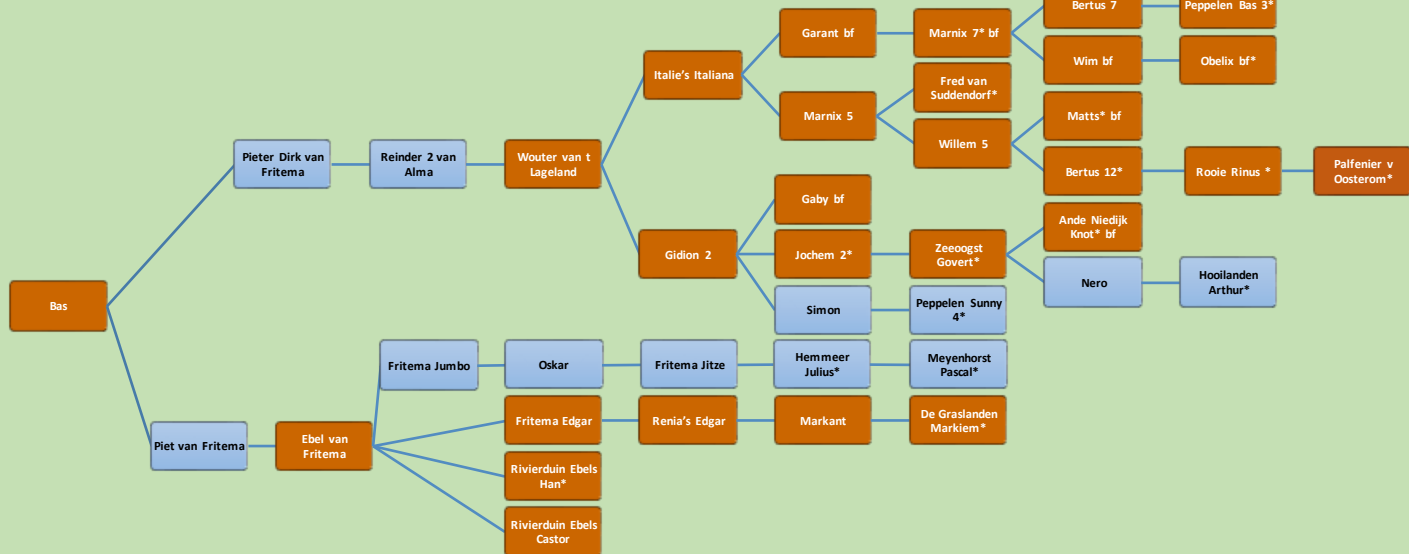 Bertus 7
Peppelen Bas 3*
Garant bf
Marnix 7* bf
Wim bf
Obelix bf*
Italie's Italiana
Fred van
Suddendorf*
Marnix 5
Matts* bf
Willem 5
Pieter Dirk van
Fritema
Reinder 2 van
Alma
Wouter van t
Lageland
Bertus 12*
Rooie Rinus *
Palfenier v
Oosterom*
Gaby bf
Ande Niedijk
Knot* bf
Gidion 2
Jochem 2*
Zeeoogst
Govert*
Nero
Hooilanden
Arthur*
Bas
Simon
Peppelen Sunny
4*
Fritema Jumbo
Oskar
Fritema Jitze
Hemmeer
Julius*
Meyenhorst
Pascal*
Fritema Edgar
Renia's Edgar
Markant
De Graslanden
Markiem*
Piet van Fritema
Ebel van
Fritema
Rivierduin Ebels
Han*
Rivierduin Ebels
Castor